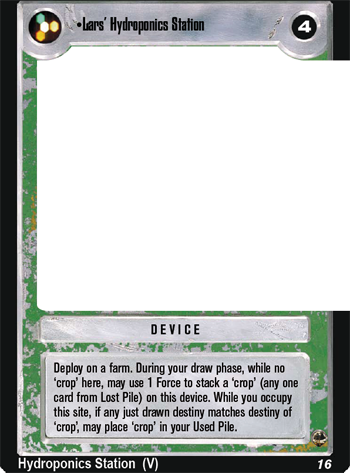 •Lars' Hydroponics Station
4
DEVICE
Deploy on a farm. During your draw phase, while no
'crop' here, may use 1 Force to stack a 'crop' (any one
card from Lost Pile) on this device. While you occupy
this site, if any just drawn destiny matches destiny of
'crop', may place 'crop' in your Used Pile.
Hydroponics Station (V)
16